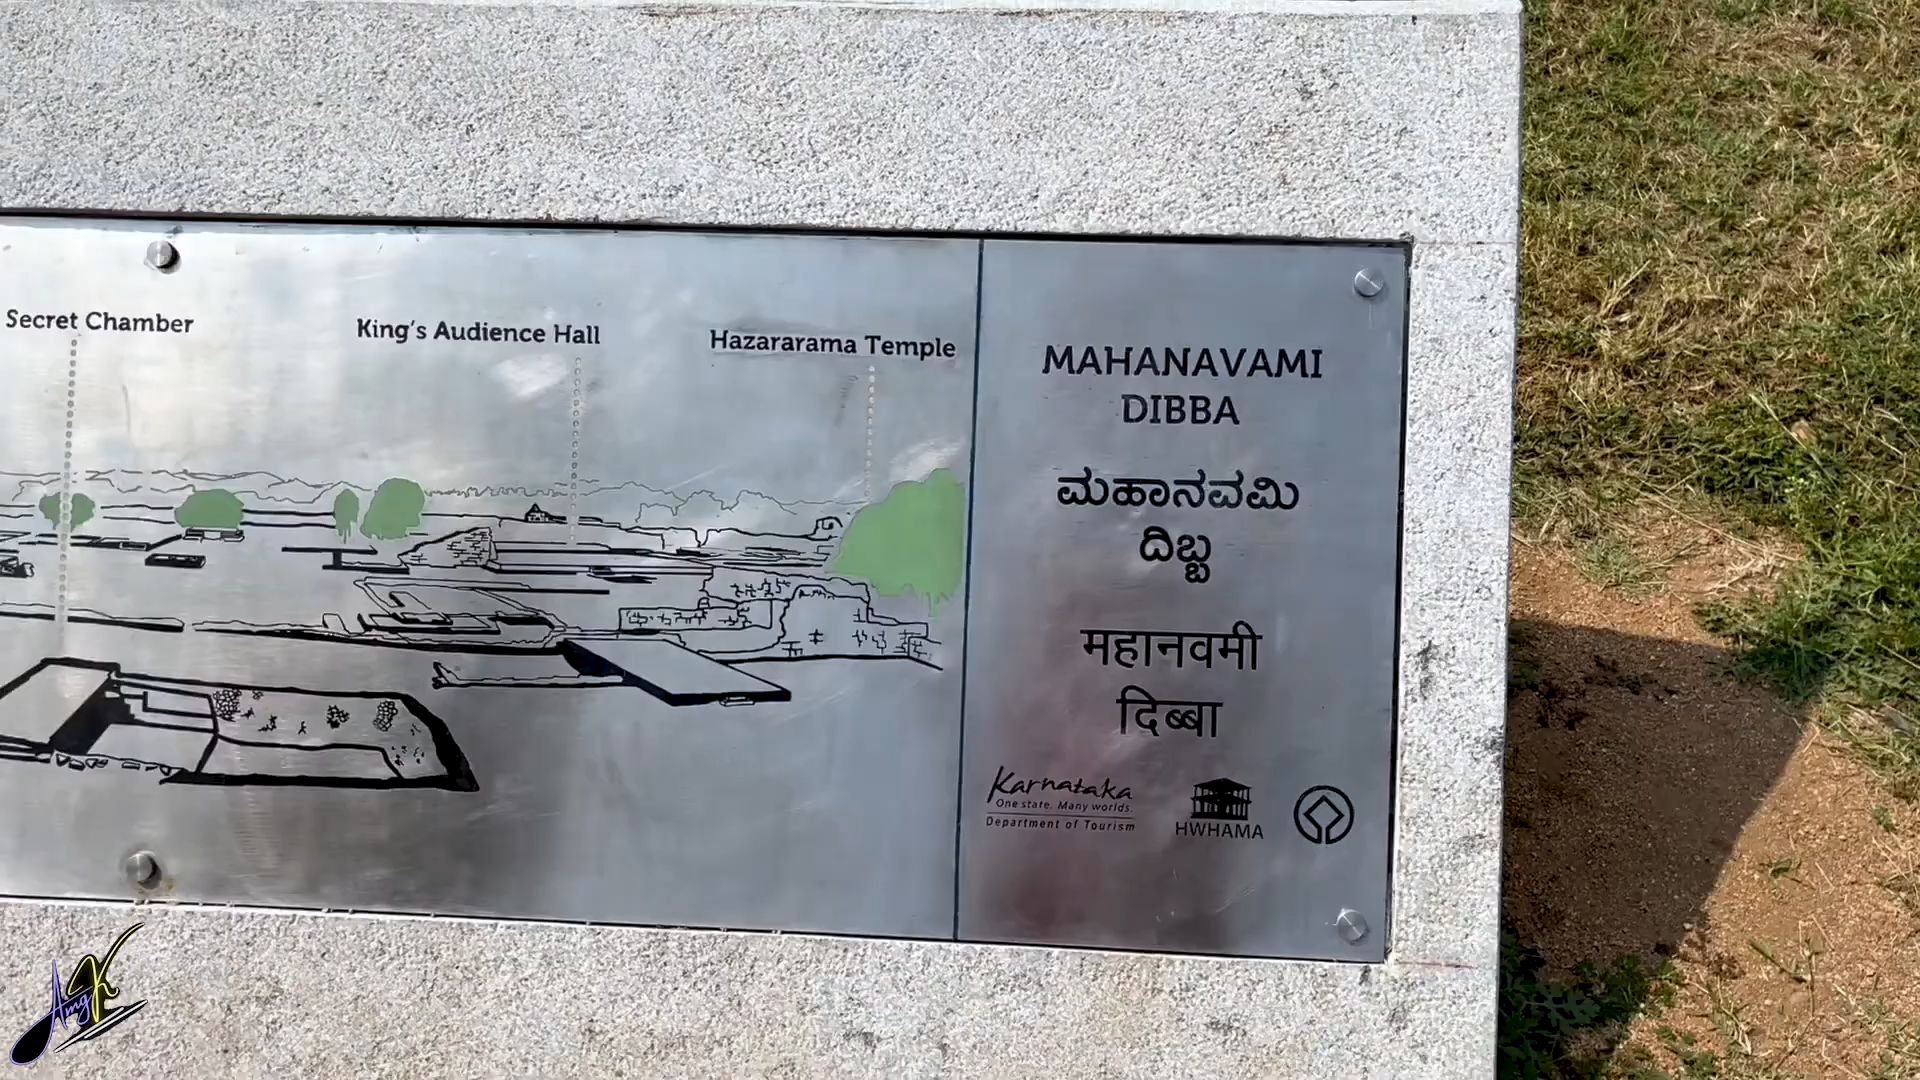 Secret Chamber
King's Audience Hall
Hazararama Temple
MAHANAVAMI
DIBBA
ಮಹಾನವಮಿ
ದಿಬ್ಬ
महानवमी
दिब्बा
Karnataka
One state. Many worlds.
Department of Tourism
HWHAMA
AmgK